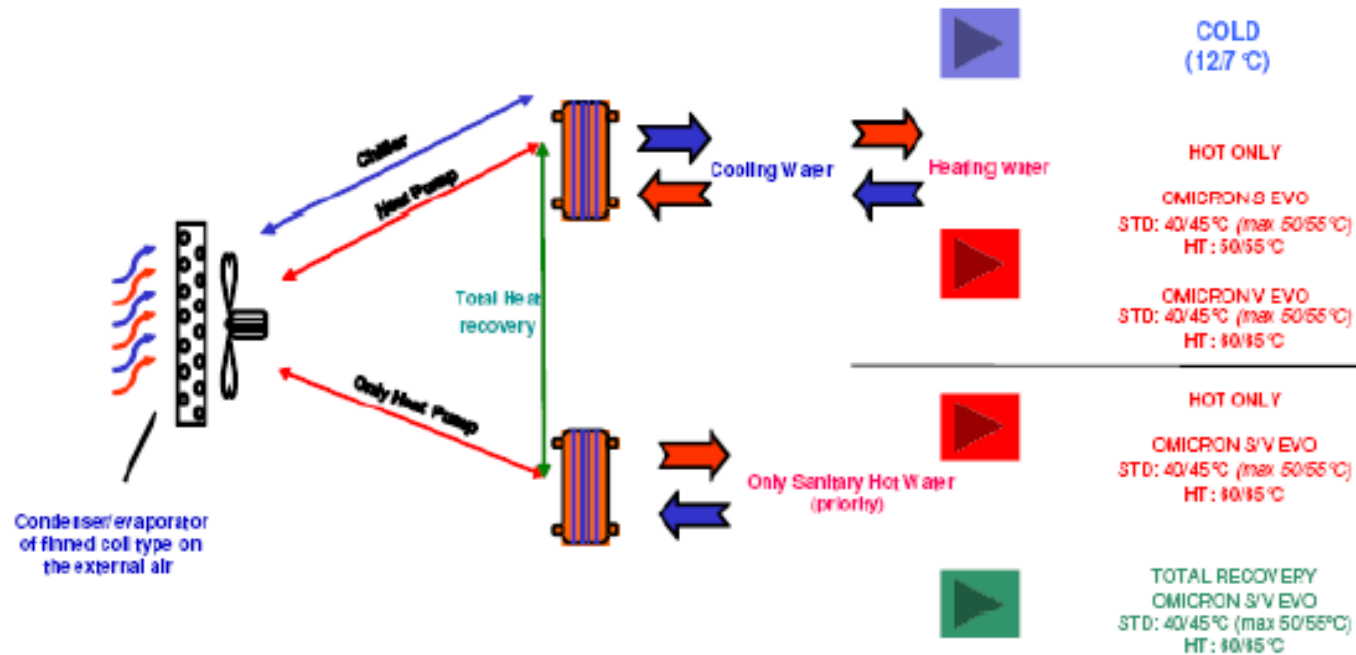 COLD
(12/7 °C)
Chiller
Heat Pump
Cooling Water
Heating water
HOT ONLY
OMICRON S EVO
STD: 40/45°C (max 50/55°C)
HT: 50/55°C
OMICRON V EVO
STD: 40/45°C (max 50/55°C)
HT:
Total Heat
recovery
Only Heat Pump
HOT ONLY
OMICRON S/V EVO
STD: 40/45°C (max 50/55°C)
HT:
Only Sanitary Hot Water
(priority)
Condenser/evaporator
of finned coil type on
the external air
TOTAL RECOVERY
OMICRON S/V EVO
STD: 40/45°C (max 50/55°C)
HT: